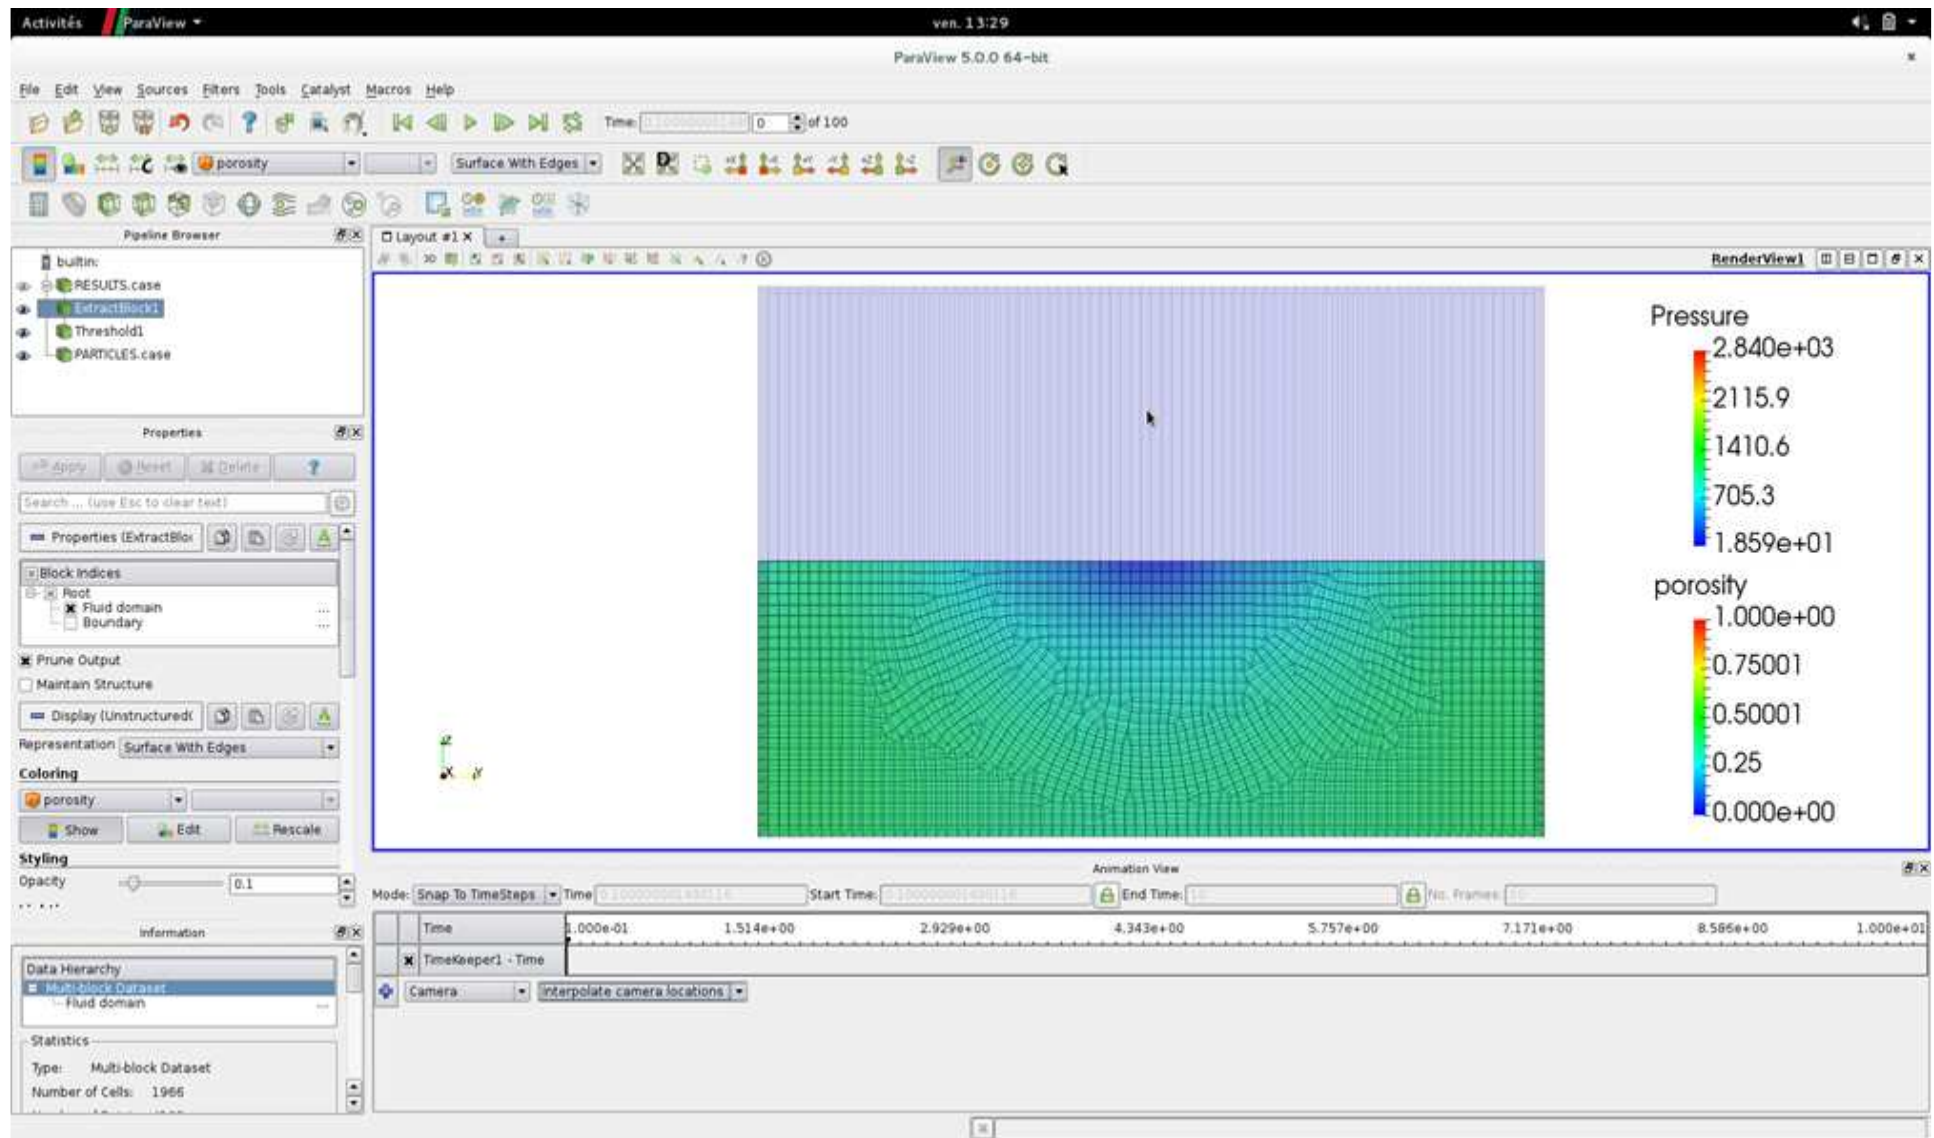 Activités ParaView ven. 13:29
ParaView 5.0.0 64-bit
File Edit View Sources Filters Tools Catalyst Macros Help
Time: 0 of 100
porosity Surface With Edges
Pipeline Browser
builtin:
RESULTS.case
ExtractBlock1
Threshold1
PARTICLES.case
Properties
Apply Reset Delete ?
Search ... (use Esc to clear text)
Properties (ExtractBloc
Block Indices
Root
Fluid domain ...
Boundary ...
Prune Output
Maintain Structure
Display (Unstructured(
Representation Surface With Edges
Coloring
porosity
Show Edit Rescale
Styling
Opacity 0.1
Information
Data Hierarchy
Multi-block Dataset
Fluid domain ...
Statistics
Type: Multi-block Dataset
Number of Cells: 1966
Layout #1 X +
3D
RenderView1
Z
X Y
Pressure
2.840e+03
2115.9
1410.6
705.3
1.859e+01
porosity
1.000e+00
0.75001
0.50001
0.25
0.000e+00
Animation View
Mode: Snap To TimeSteps Time Start Time: End Time: No. Frames:
Time 1.000e-01 1.514e+00 2.929e+00 4.343e+00 5.757e+00 7.171e+00 8.586e+00 1.000e+01
TimeKeeper1 - Time
Camera Interpolate camera locations